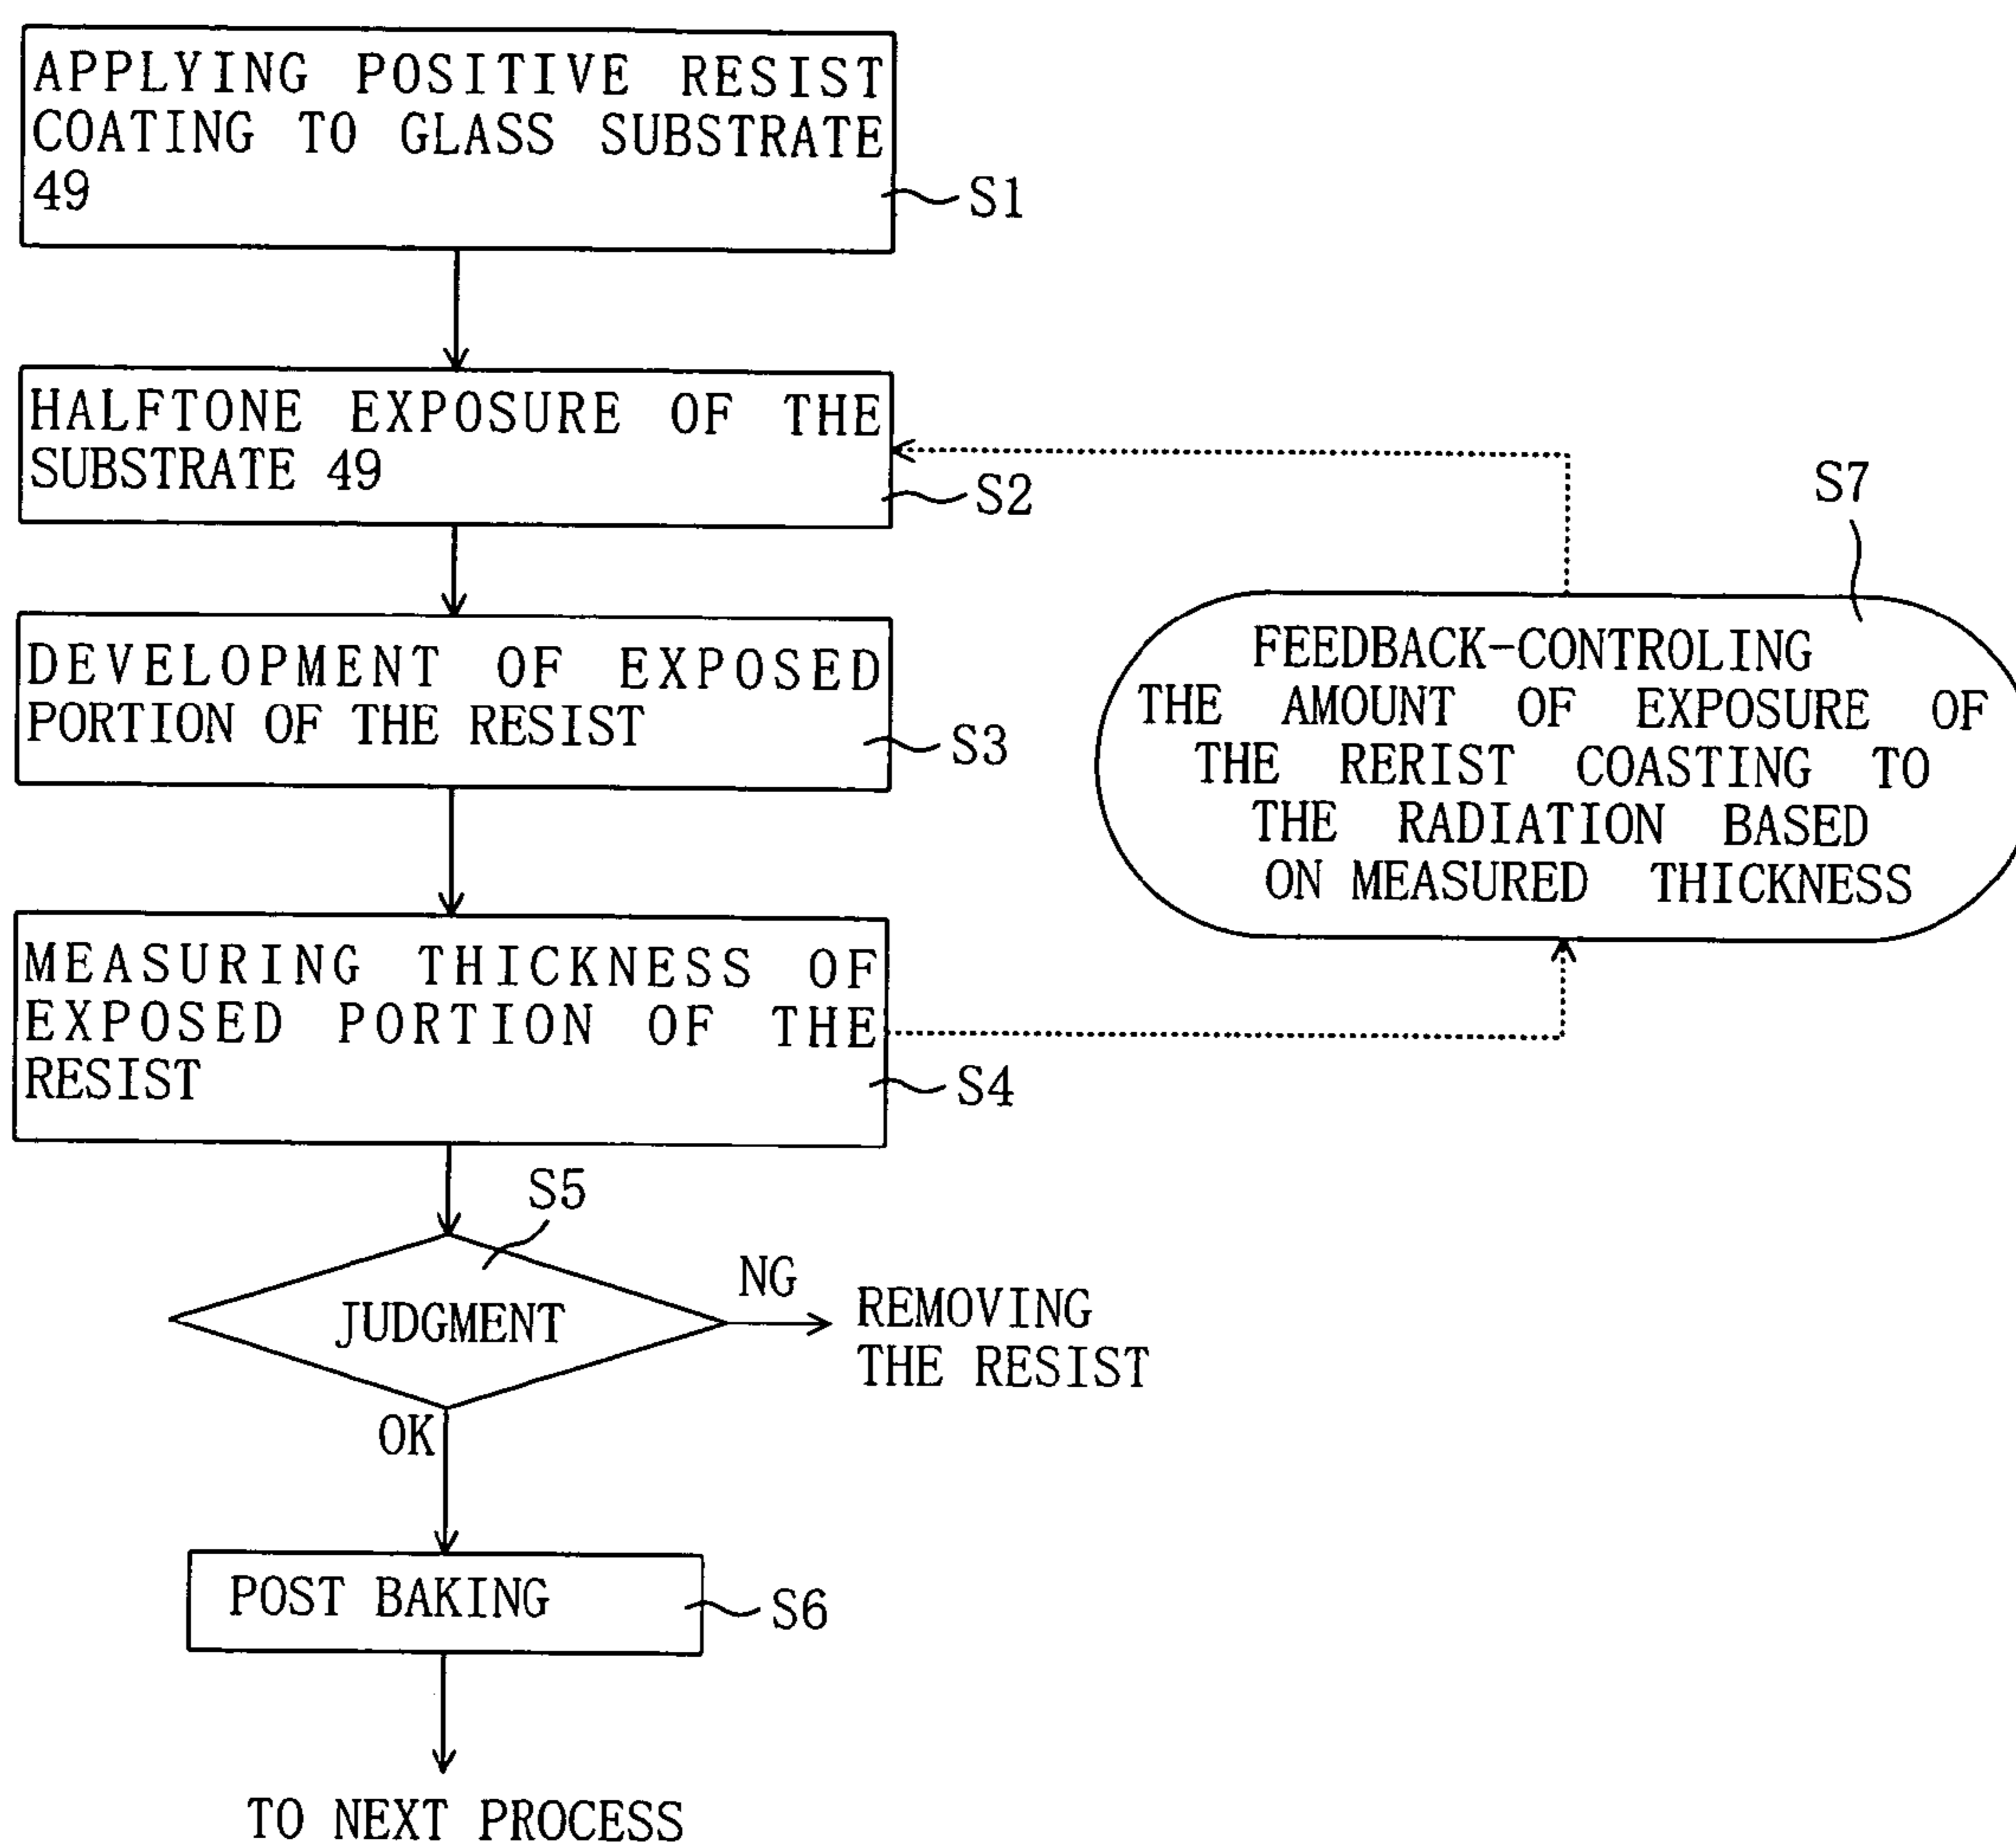 APPLYING POSITIVE RESIST
COATING TO GLASS SUBSTRATE
49
S1
HALFTONE EXPOSURE OF THE
SUBSTRATE 49
S2
DEVELOPMENT OF EXPOSED
PORTION OF THE RESIST
S3
MEASURING THICKNESS OF
EXPOSED PORTION OF THE
RESIST
S4
S5
JUDGMENT
NG
REMOVING
THE RESIST
OK
POST BAKING
S6
TO NEXT PROCESS
S7
FEEDBACK-CONTROLING
THE AMOUNT OF EXPOSURE OF
THE RERIST COASTING TO
THE RADIATION BASED
ON MEASURED THICKNESS